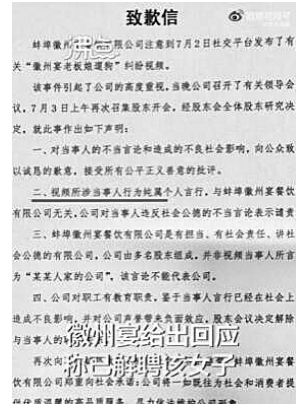 致歉信
蚌埠徽州宴餐饮有限公司注意到7月2日社交平台发布了有
关“徽州宴老板娘遛狗”纠纷视频。
该事件引起了公司的高度重视,当晚公司召开了有关领导会
议,7月3日上午再次召集股东开会。经股东会全体股东研究决
定,就此事作出如下声明:
一、对当事人的不当言论和造成的不良社会影响,向公众致
以诚恳的歉意,接受所有公平正义善意的批评。
二、视频所涉当事人行为纯属个人言行,与蚌埠徽州宴餐饮
有限公司无关。公司对当事人违反社会公德的不当言论表示谴责
三、蚌埠徽州宴餐饮有限公司是有担当、有社会责任、讲社
会公德的有限公司,公司由多名股东组成,并非视频当事人所言
为“某某人家的公司”,该言论不能代表公司。
四、公司对职工有教育职责,鉴于当事人言行已经在社会上
造成不良影响,并对公司声誉带来负面效应,股东会议决定解除
与当事人的
再次向
饮有限公司郑重向社会承诺:公司将一如既往为社会和消费者提
徽州宴给出回应
称已解聘该女子